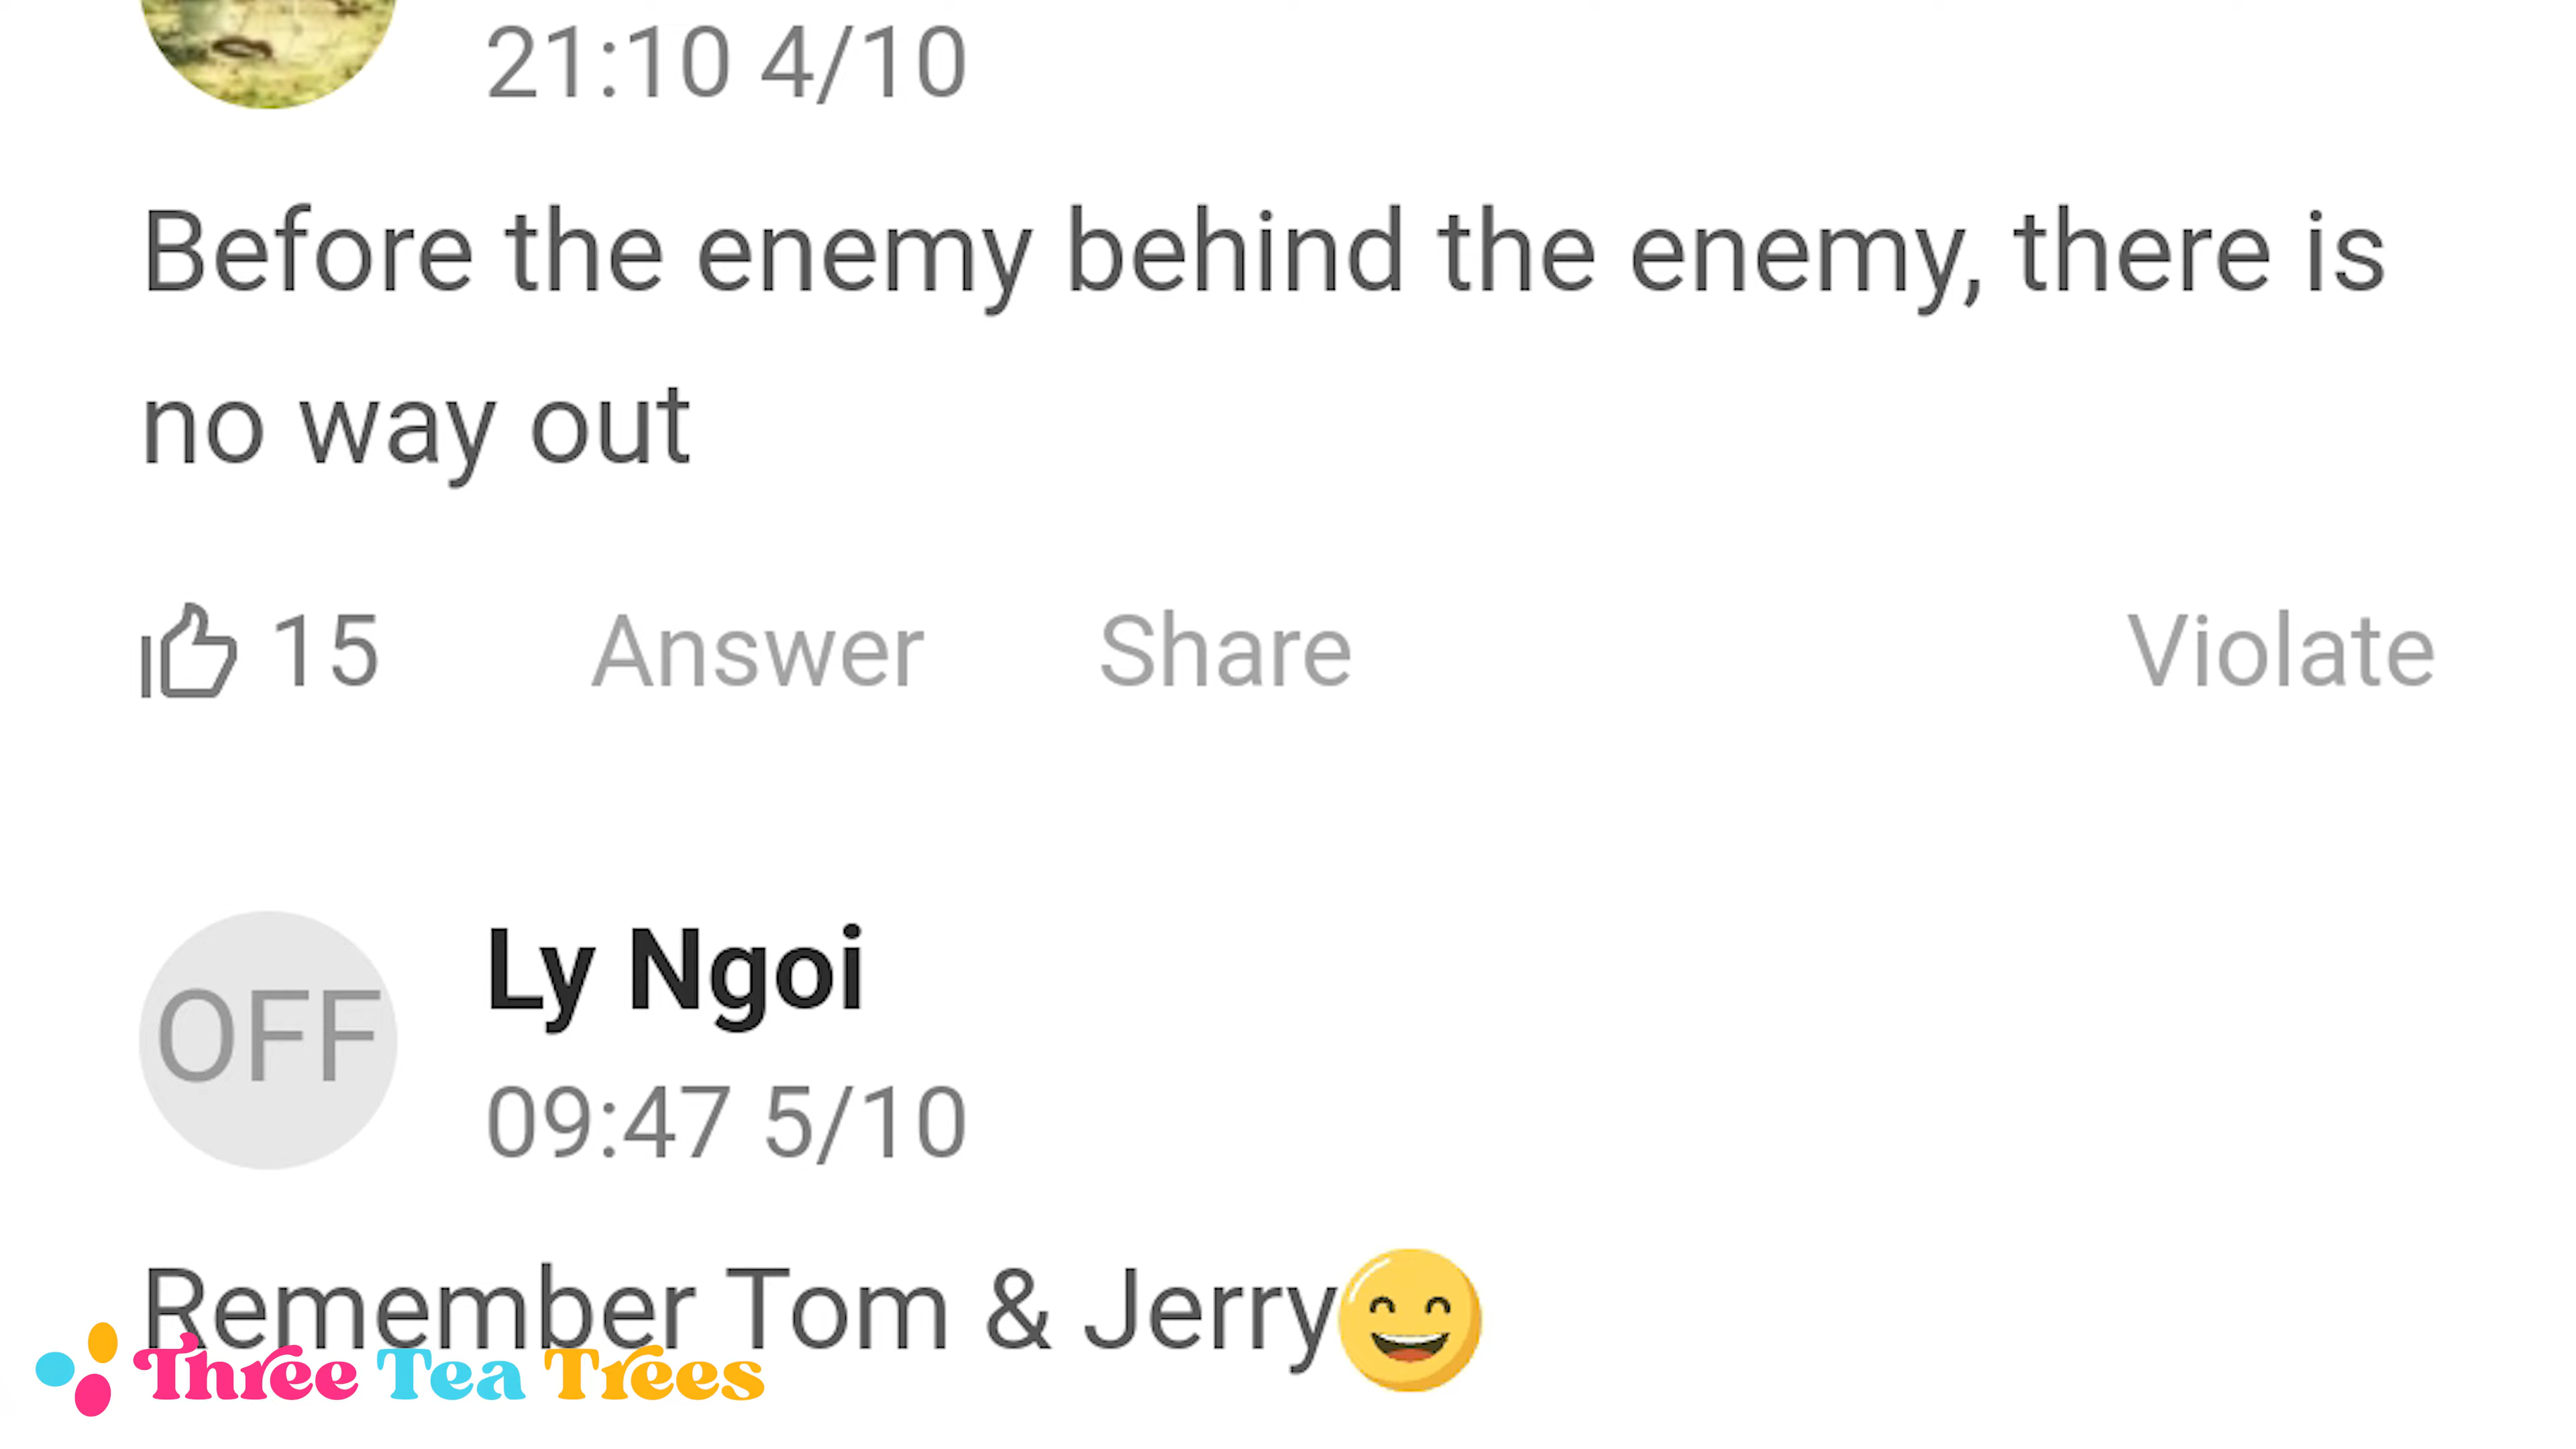 21:10 4/10
Before the enemy behind the enemy, there is
no way out
15 Answer Share Violate
OFF
Ly Ngoi
09:47 5/10
Remember Tom & Jerry😄
Three Tea Trees